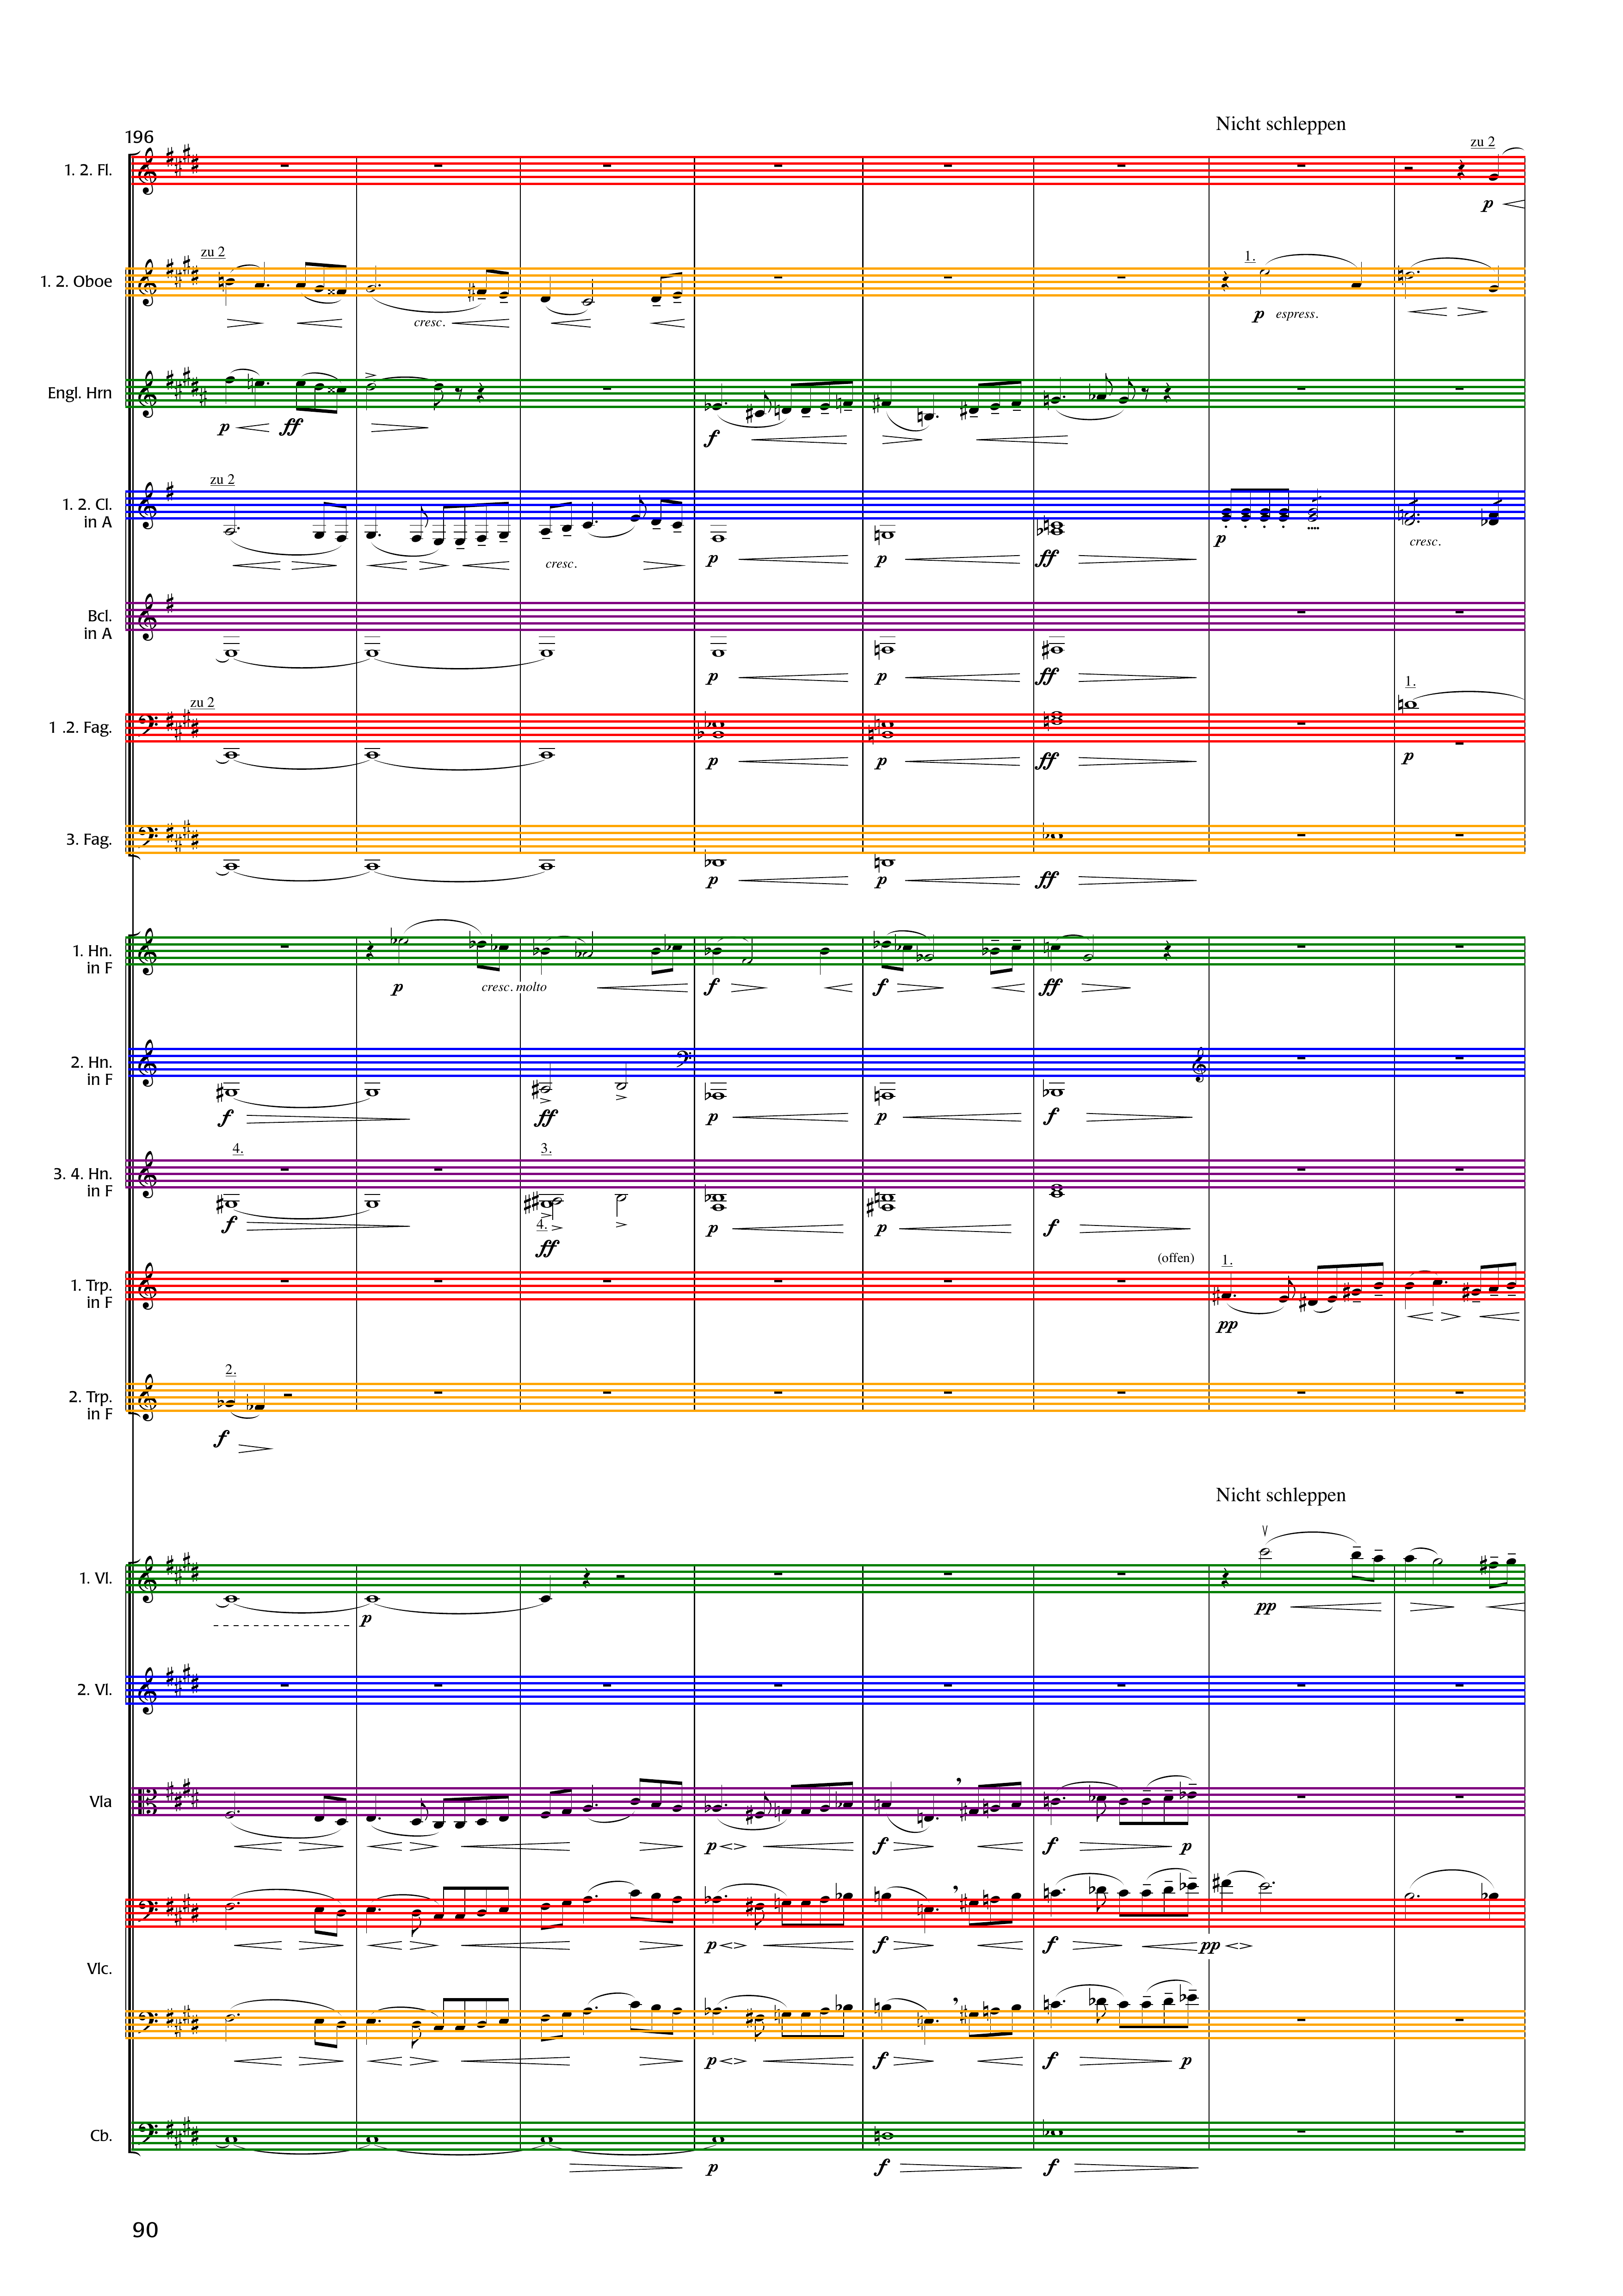 Nicht schleppen
196
zu 2
1. 2. Fl.
p
zu 2
1.
1. 2. Oboe
cresc.
p espress.
Engl. Hrn
p ff f
zu 2
1. 2. Cl.
in A
cresc. p p ff p cresc.
Bcl.
in A
p p ff
zu 2
1.
1 .2. Fag.
p p ff p
3. Fag.
p p ff
1. Hn.
in F
p cresc. molto f f ff
2. Hn.
in F
f ff p p f
4. 3.
3. 4. Hn.
in F
f 4. p p f
ff
(offen) 1.
1. Trp.
in F
pp
2.
2. Trp.
in F
f
Nicht schleppen
1. Vl.
p pp
2. Vl.
Vla
p f f p
p f f pp
Vlc.
p f f p
Cb.
p f f
90